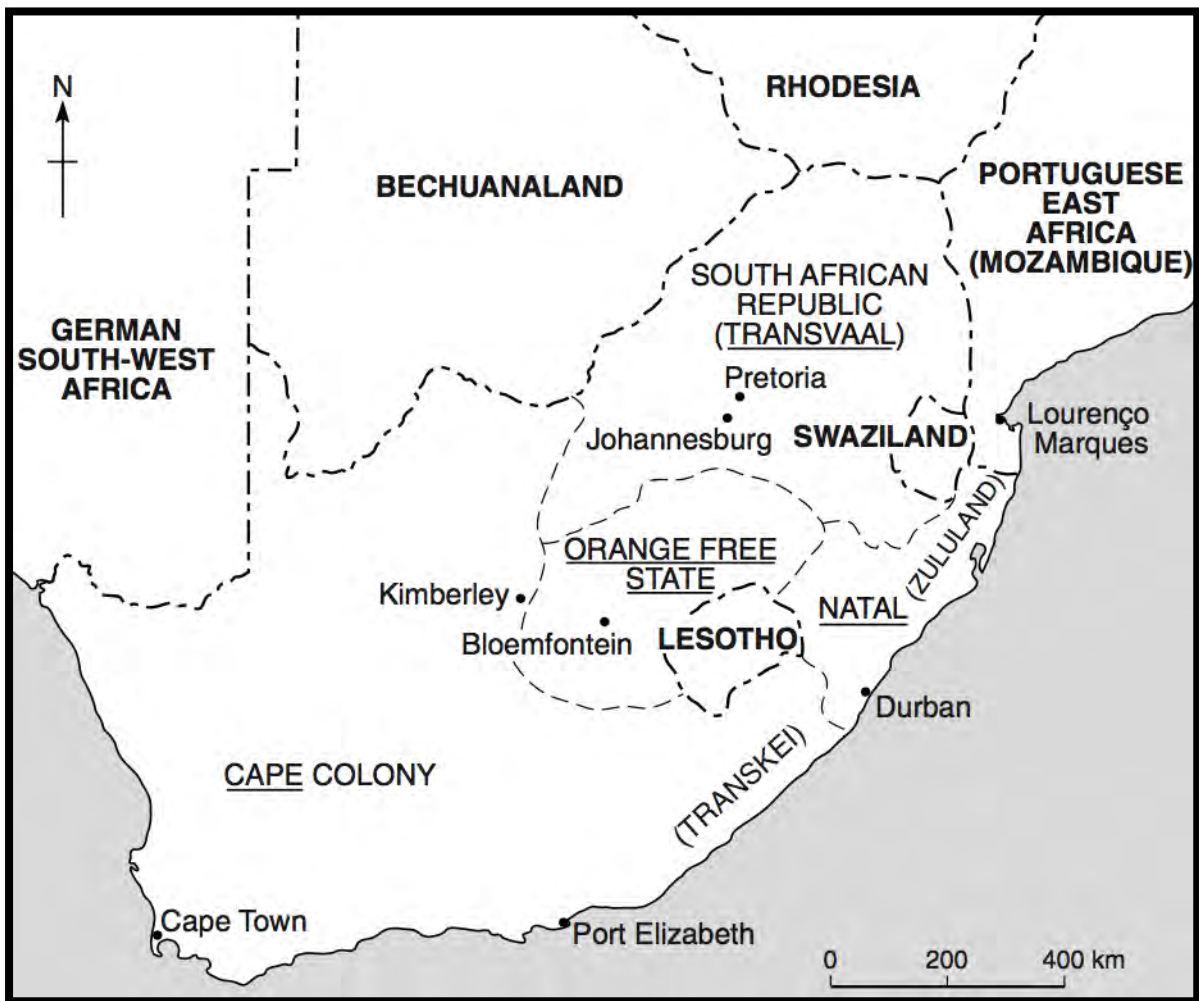 N
RHODESIA
BECHUANALAND
PORTUGUESE
EAST
AFRICA
(MOZAMBIQUE)
SOUTH AFRICAN
REPUBLIC
(TRANSVAAL)
GERMAN
SOUTH-WEST
AFRICA
Pretoria
Johannesburg
SWAZILAND
Lourenço
Marques
(ZULULAND)
ORANGE FREE
STATE
Kimberley
NATAL
Bloemfontein
LESOTHO
Durban
CAPE COLONY
(TRANSKEI)
Cape Town
Port Elizabeth
0 200 400 km